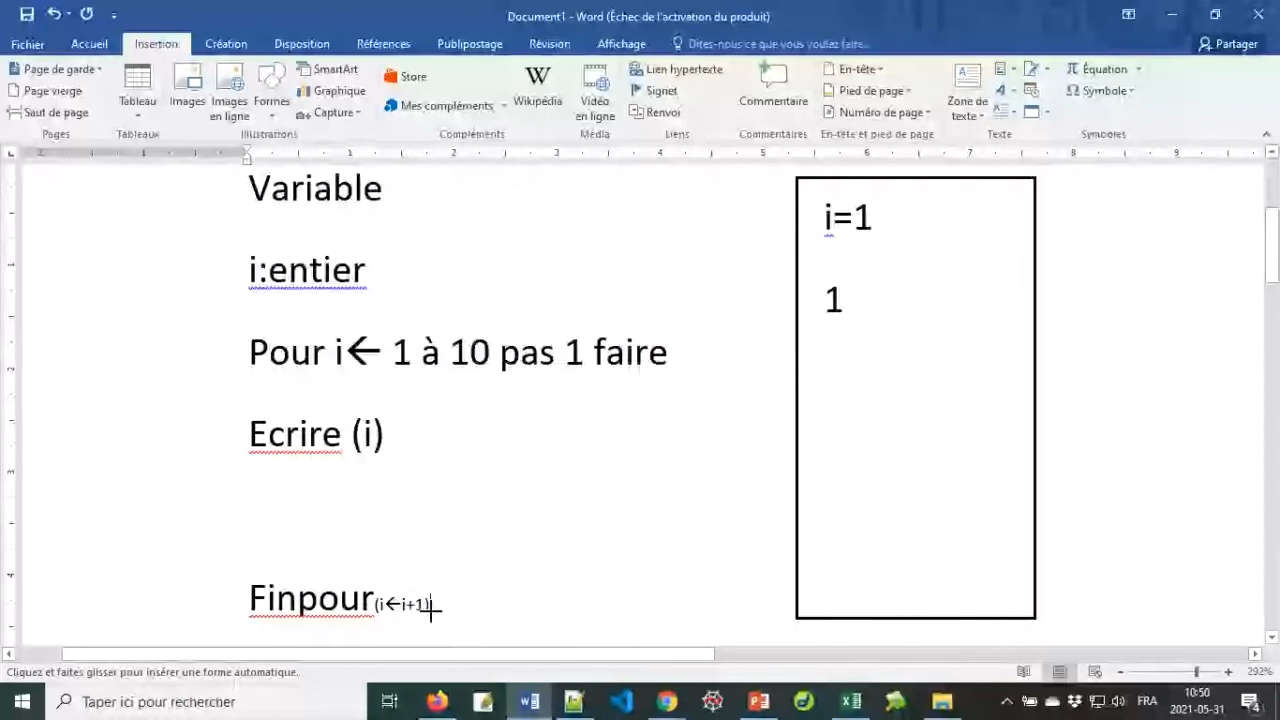 Document1 - Word (Échec de l'activation du produit)
Fichier Accueil Insertion Création Disposition Références Publipostage Révision Affichage Dites-nous ce que vous voulez faire... Partager
Page de garde
Page vierge
Saut de page
Pages
Tableau
Tableaux
Images
Images en ligne
Formes
SmartArt
Graphique
Capture
Illustrations
Store
Mes compléments
Wikipédia
Compléments
Vidéo en ligne
Média
Lien hypertexte
Signet
Renvoi
Liens
Commentaire
Commentaires
En-tête
Pied de page
Numéro de page
En-tête et pied de page
Zone de texte
Texte
Équation
Symbole
Symboles
Variable
i:entier
Pour i← 1 à 10 pas 1 faire
Ecrire (i)
Finpour(i←i+1)
i=1
1
Cliquez et faites glisser pour insérer une forme automatique.
292%
Taper ici pour rechercher
FRA
10:50
2021-05-31